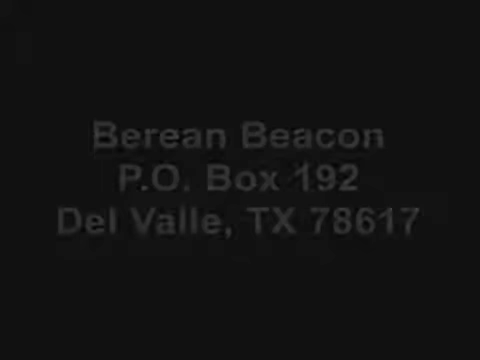 Berean Beacon
P.O. Box 192
Del Valle, TX 78617